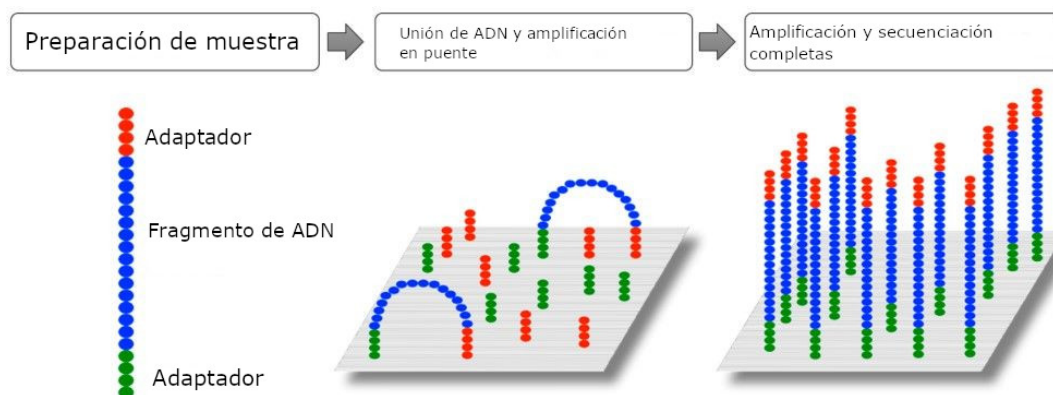 Preparación de muestra
Unión de ADN y amplificación
en puente
Amplificación y secuenciación
completas
Adaptador
Fragmento de ADN
Adaptador